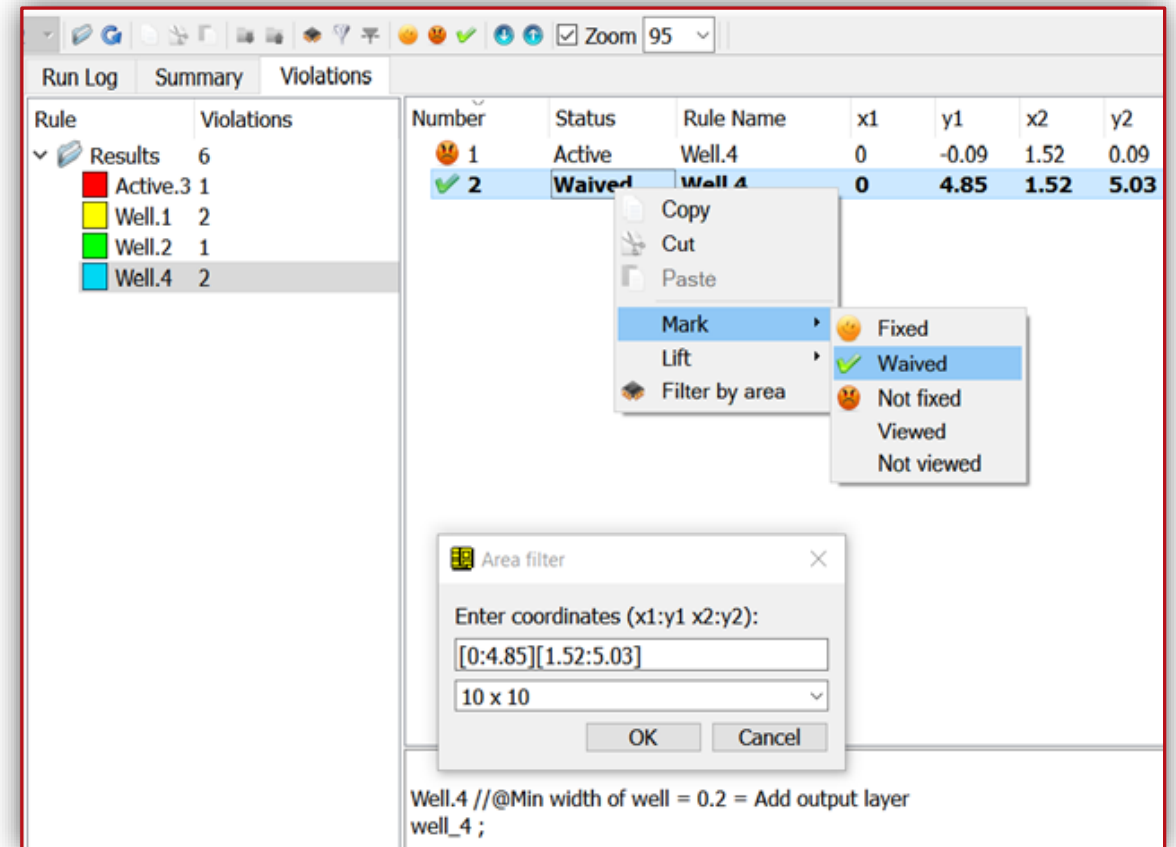 Zoom 95
Run Log Summary Violations
Rule Violations
Results 6
Active.3 1
Well.1 2
Well.2 1
Well.4 2
Number Status Rule Name x1 y1 x2 y2
1 Active Well.4 0 -0.09 1.52 0.09
2 Waived Well.4 0 4.85 1.52 5.03
Copy
Cut
Paste
Mark
Lift
Filter by area
Fixed
Waived
Not fixed
Viewed
Not viewed
Area filter
Enter coordinates (x1:y1 x2:y2):
[0:4.85][1.52:5.03]
10 x 10
OK Cancel
Well.4 //@Min width of well = 0.2 = Add output layer
well_4 ;